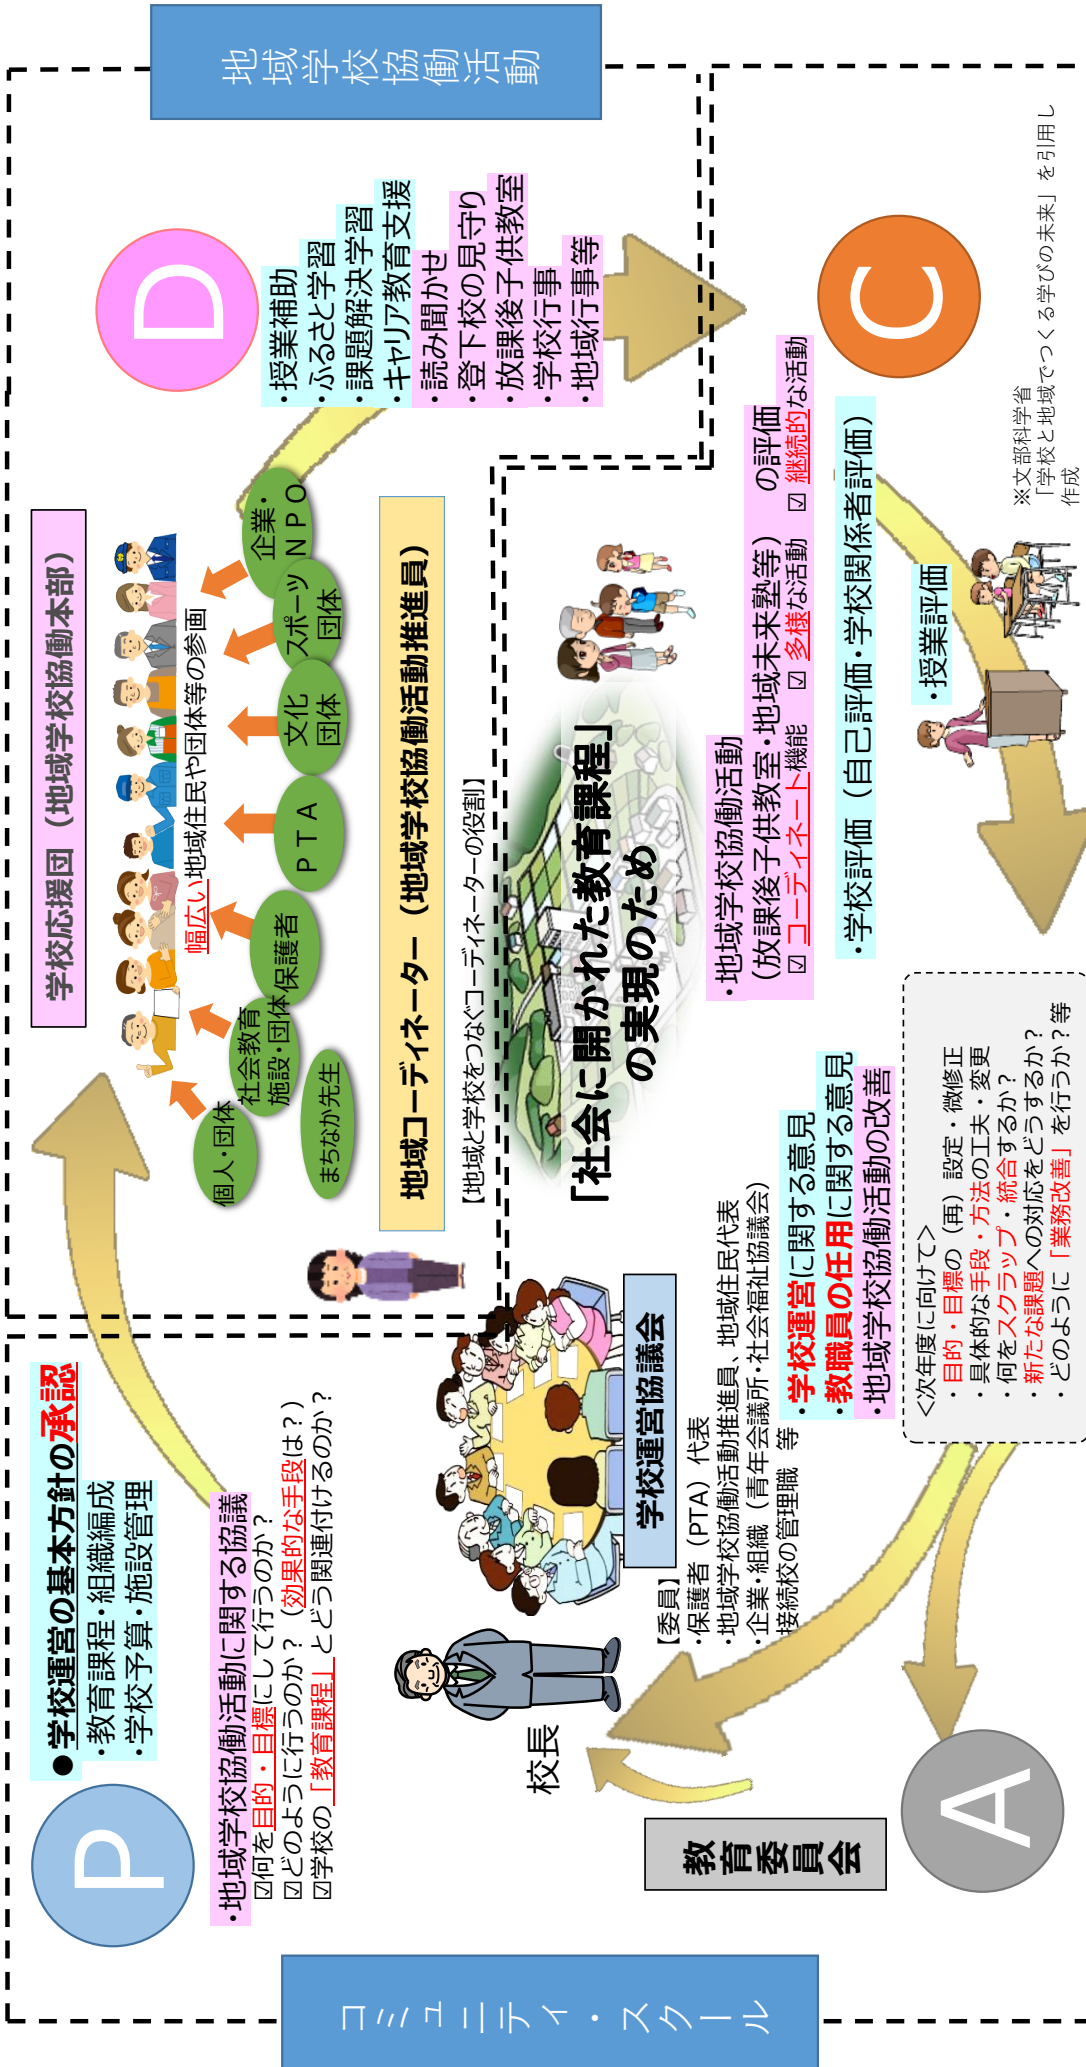 コミュニティ・スクール
地域学校協働活動
P
●学校運営の基本方針の承認
・教育課程・組織編成
・学校予算・施設管理
・地域学校協働活動に関する協議
☑何を目的・目標にして行うのか？
☑どのように行うのか？（効果的な手段は？）
☑学校の「教育課程」とどう関連付けるのか？
学校応援団（地域学校協働本部）
幅広い地域住民や団体等の参画
個人・団体
社会教育
施設・団体
まちなか先生
保護者
ＰＴＡ
文化
団体
スポーツ
団体
企業・
ＮＰＯ
地域コーディネーター（地域学校協働活動推進員）
【地域と学校をつなぐコーディネーターの役割】
D
・授業補助
・ふるさと学習
・課題解決学習
・キャリア教育支援
・読み聞かせ
・登下校の見守り
・放課後子供教室
・学校行事
・地域行事等
「社会に開かれた教育課程」
の実現のため
校長
学校運営協議会
【委員】
・保護者（PTA）代表
・地域学校協働活動推進員、地域住民代表
・企業・組織（青年会議所・社会福祉協議会）
接続校の管理職　等
教育委員会
・学校運営に関する意見
・教職員の任用に関する意見
・地域学校協働活動の改善
・地域学校協働活動
（放課後子供教室・地域未来塾等）　の評価
☑ コーディネート機能　☑ 多様な活動　☑ 継続的な活動
・学校評価（自己評価・学校関係者評価）
・授業評価
C
A
<次年度に向けて>
・目的・目標の（再）設定・微修正
・具体的な手段・方法の工夫・変更
・何をスクラップ・統合するか？
・新たな課題への対応をどうするか？
・どのように「業務改善」を行うか？等
※文部科学省
「学校と地域でつくる学びの未来」を引用し
作成